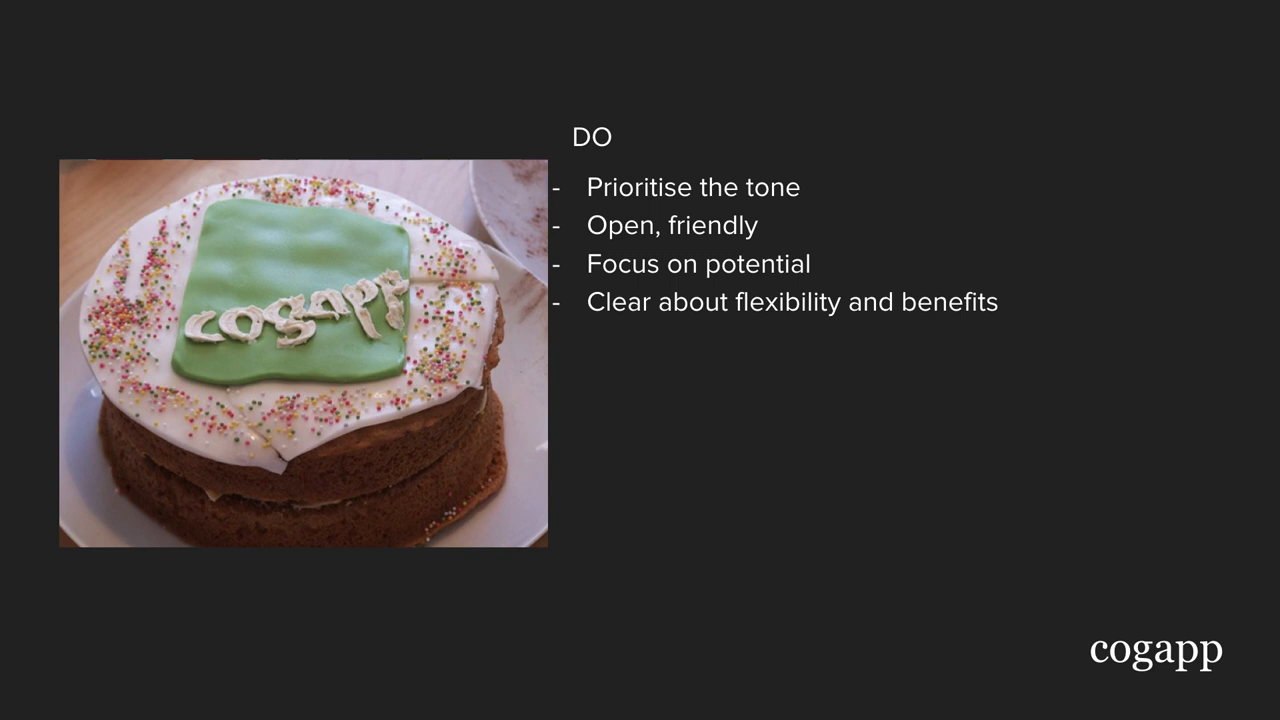 DO
- Prioritise the tone
- Open, friendly
- Focus on potential
- Clear about flexibility and benefits
cogapp
cogapp